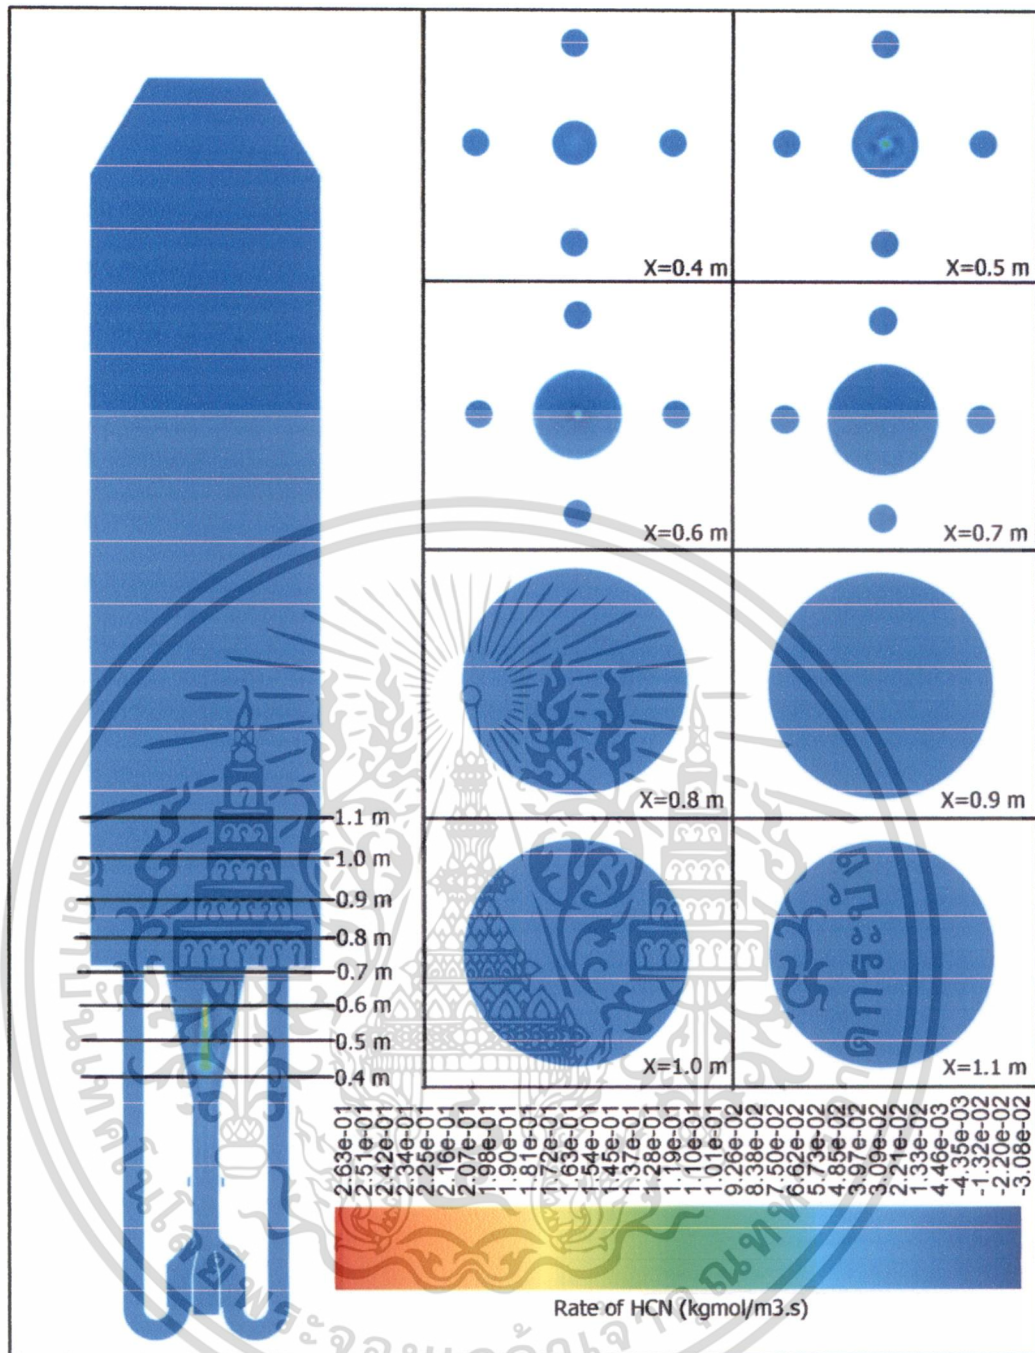 X=0.4 m
X=0.5 m
X=0.6 m
X=0.7 m
X=0.8 m
X=0.9 m
X=1.0 m
X=1.1 m
1.1 m
1.0 m
0.9 m
0.8 m
0.7 m
0.6 m
0.5 m
0.4 m
2.63e-01
2.51e-01
2.42e-01
2.34e-01
2.25e-01
2.16e-01
2.07e-01
1.98e-01
1.90e-01
1.81e-01
1.72e-01
1.63e-01
1.54e-01
1.45e-01
1.37e-01
1.28e-01
1.19e-01
1.10e-01
1.01e-01
9.26e-02
8.38e-02
7.50e-02
6.62e-02
5.73e-02
4.85e-02
3.97e-02
3.09e-02
2.21e-02
1.33e-02
4.46e-03
-4.35e-03
-1.32e-02
-2.20e-02
-3.08e-02
Rate of HCN (kgmol/m3.s)